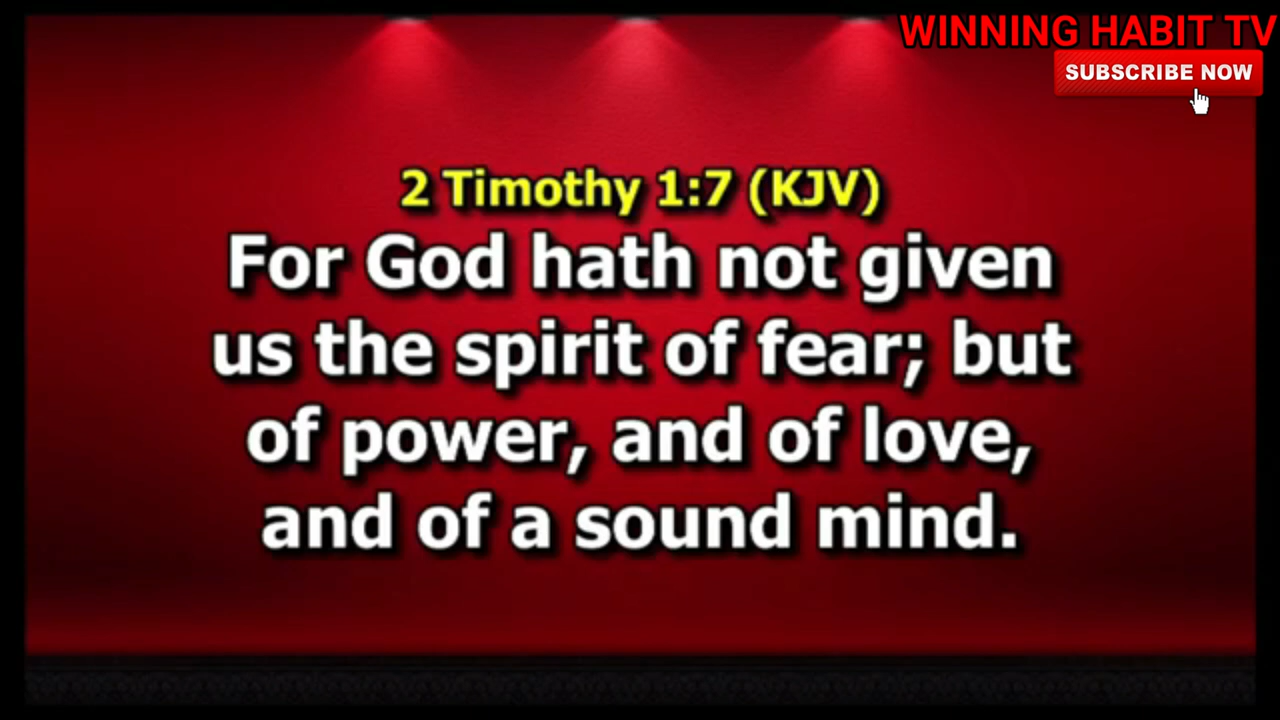 WINNING HABIT TV
SUBSCRIBE NOW
2 Timothy 1:7 (KJV)
For God hath not given
us the spirit of fear; but
of power, and of love,
and of a sound mind.